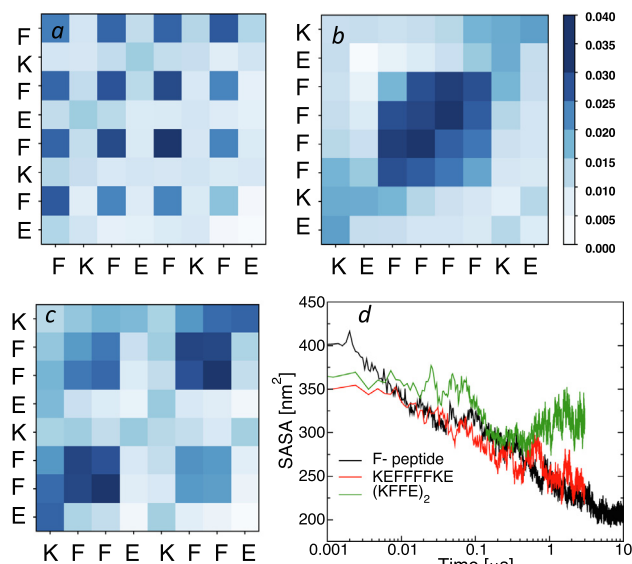 a
F
K
F
E
F
K
F
E
F K F E F K F E
b
K
E
F
F
F
F
K
E
K E F F F F K E
0.040
0.035
0.030
0.025
0.020
0.015
0.010
0.005
0.000
c
K
F
F
E
K
F
F
E
K F F E K F F E
d
450
400
350
300
250
200
SASA [nm²]
F- peptide
KEFFFFKE
(KFFE)₂
0.001 0.01 0.1 1 10